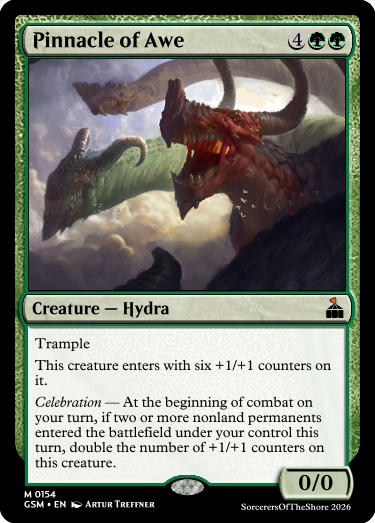 Pinnacle of Awe 4
Creature — Hydra
Trample
This creature enters with six +1/+1 counters on
it.
Celebration — At the beginning of combat on
your turn, if two or more nonland permanents
entered the battlefield under your control this
turn, double the number of +1/+1 counters on
this creature.
0/0
M 0154
GSM • EN Artur Treffner
SorcerersOfTheShore 2026